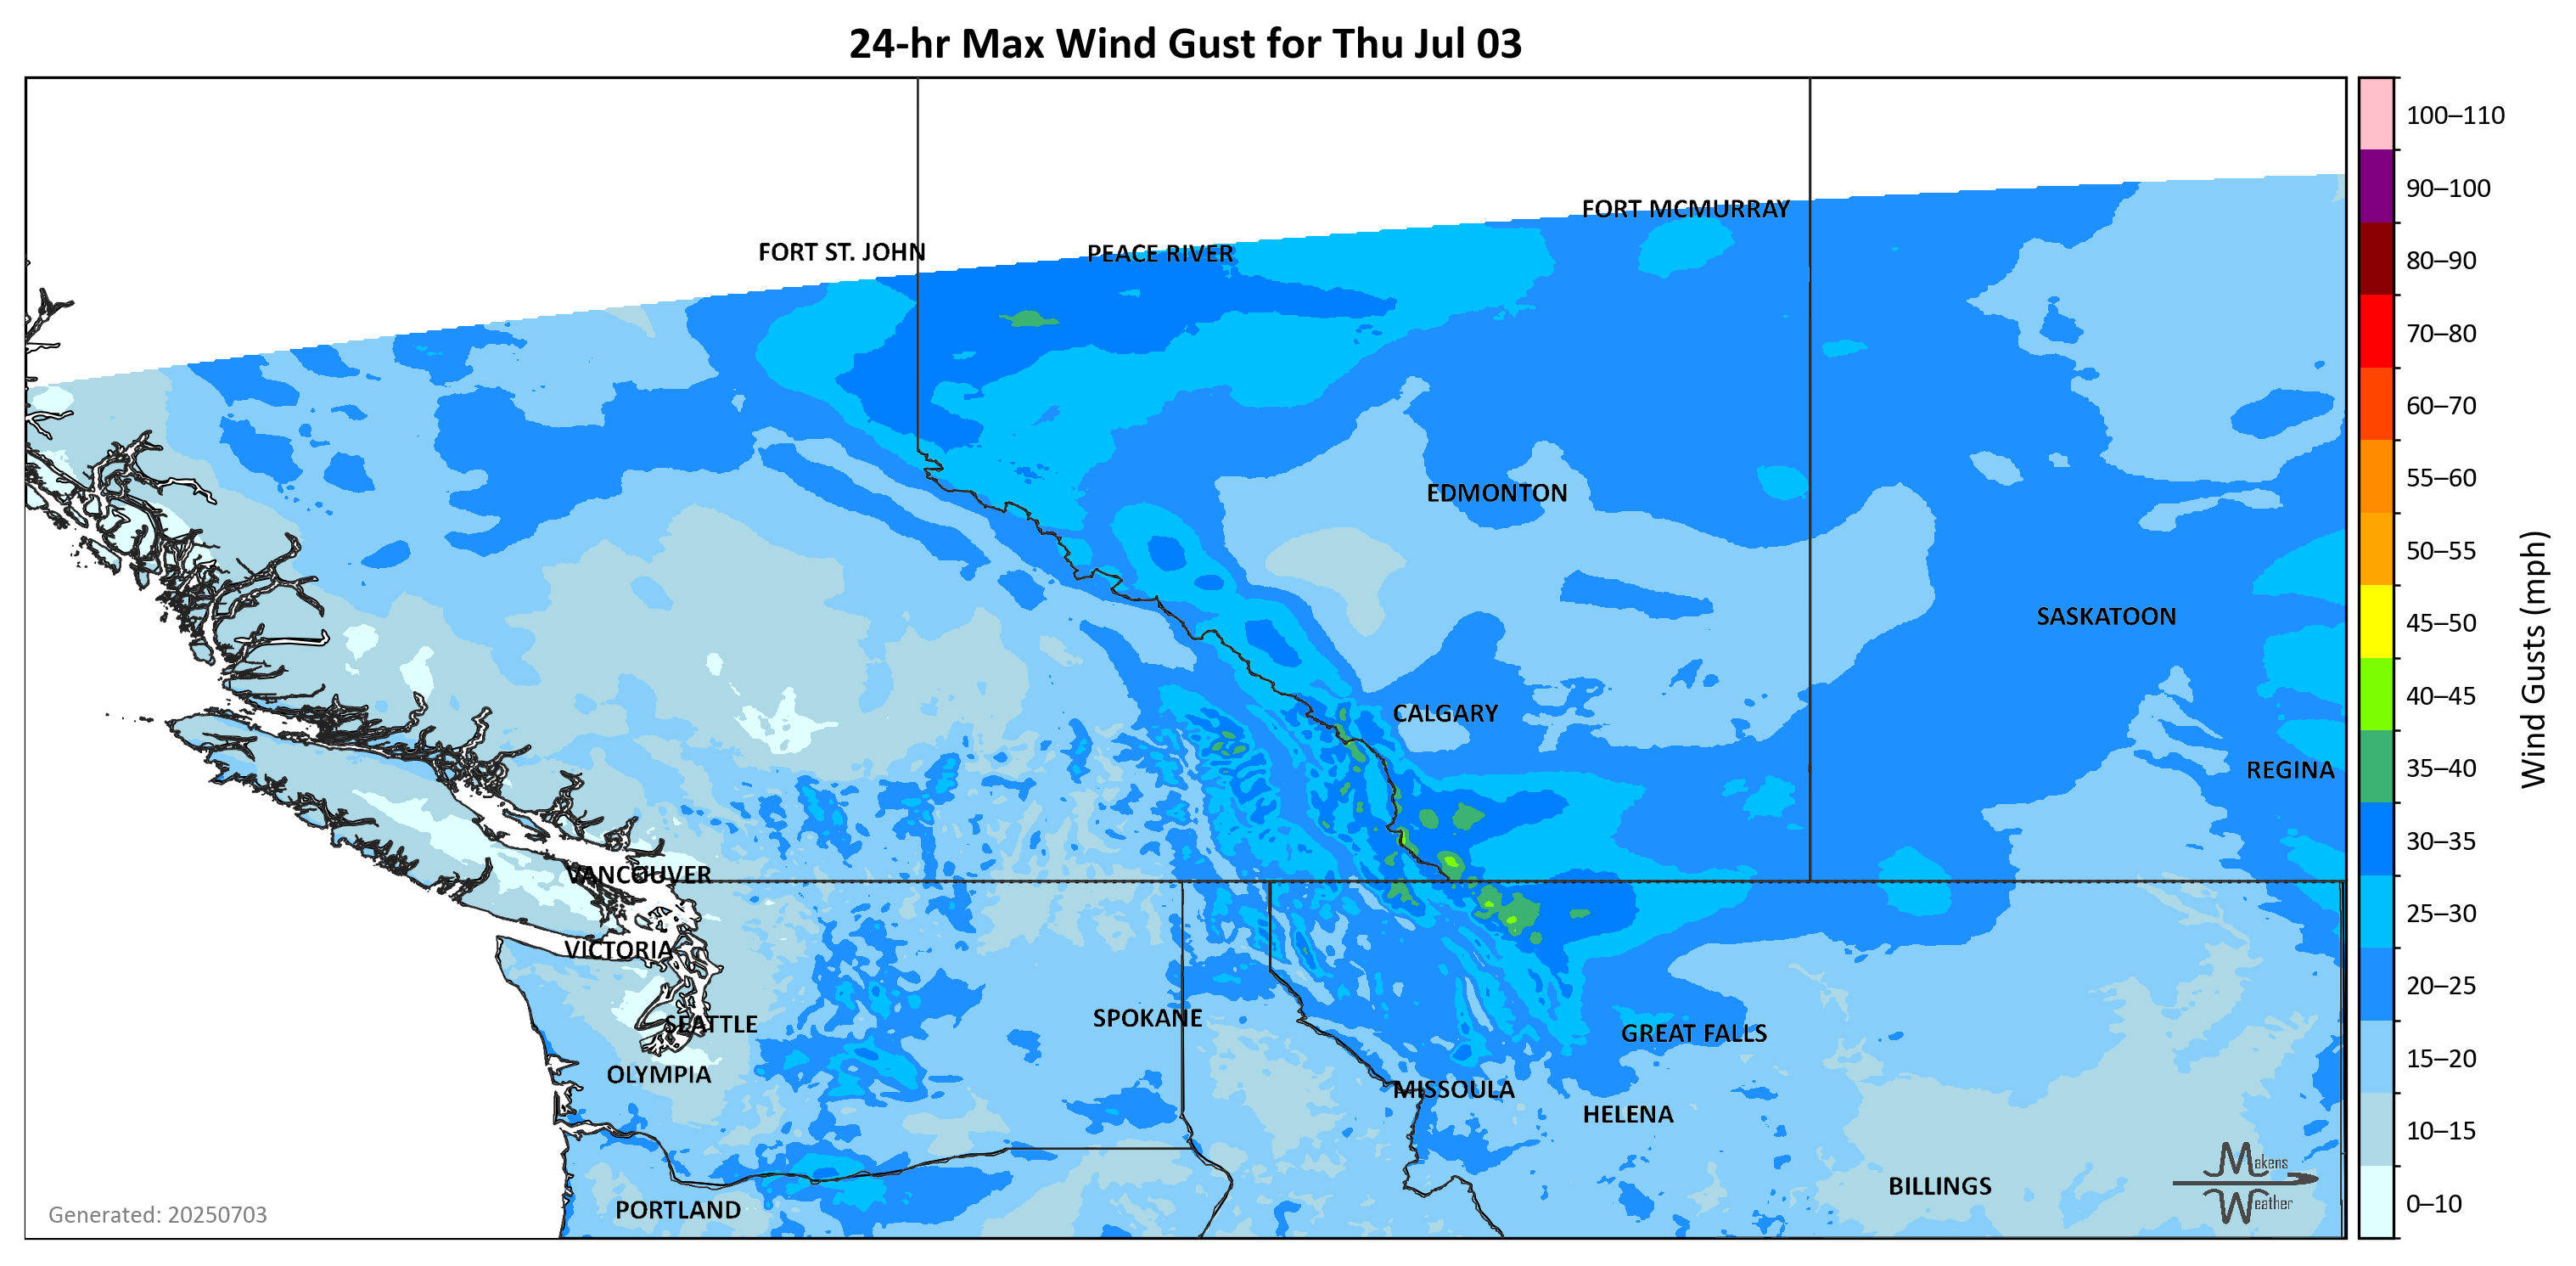 24-hr Max Wind Gust for Thu Jul 03
100–110
90–100
80–90
70–80
60–70
55–60
50–55
45–50
40–45
35–40
30–35
25–30
20–25
15–20
10–15
0–10
Wind Gusts (mph)
FORT MCMURRAY
FORT ST. JOHN
PEACE RIVER
EDMONTON
SASKATOON
CALGARY
REGINA
VANCOUVER
VICTORIA
SPOKANE
SEATTLE
GREAT FALLS
OLYMPIA
MISSOULA
HELENA
BILLINGS
PORTLAND
Makens
Weather
Generated: 20250703